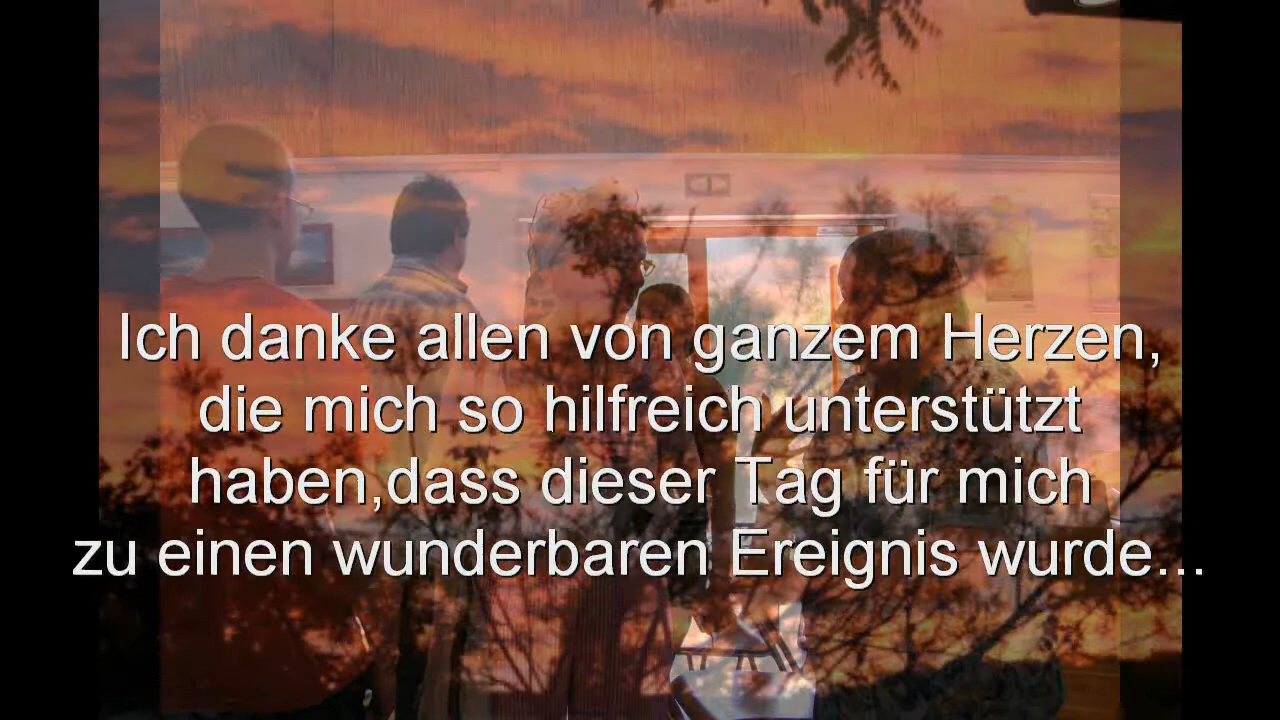 Ich danke allen von ganzem Herzen,
die mich so hilfreich unterstützt
haben,dass dieser Tag für mich
zu einen wunderbaren Ereignis wurde...